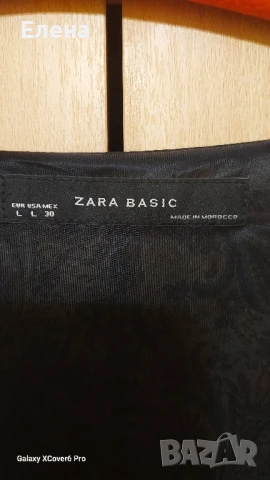 Елена
EUR USA MEX
L L 30
ZARA BASIC
MADE IN MOROCCO
Galaxy XCover6 Pro
BAZAR